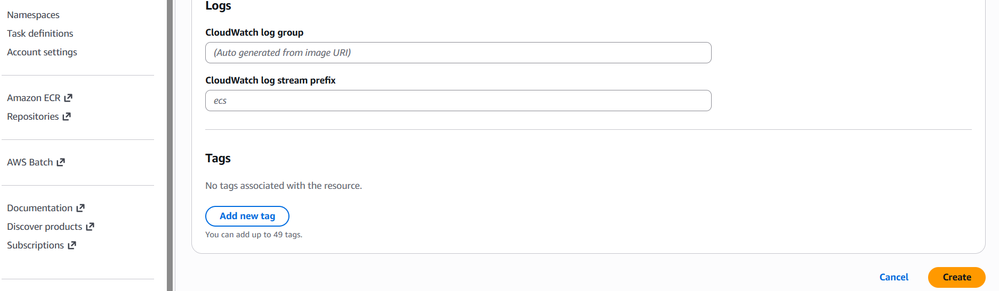 Namespaces
Task definitions
Account settings
Amazon ECR
Repositories
AWS Batch
Documentation
Discover products
Subscriptions
Logs
CloudWatch log group
(Auto generated from image URI)
CloudWatch log stream prefix
ecs
Tags
No tags associated with the resource.
Add new tag
You can add up to 49 tags.
Cancel
Create